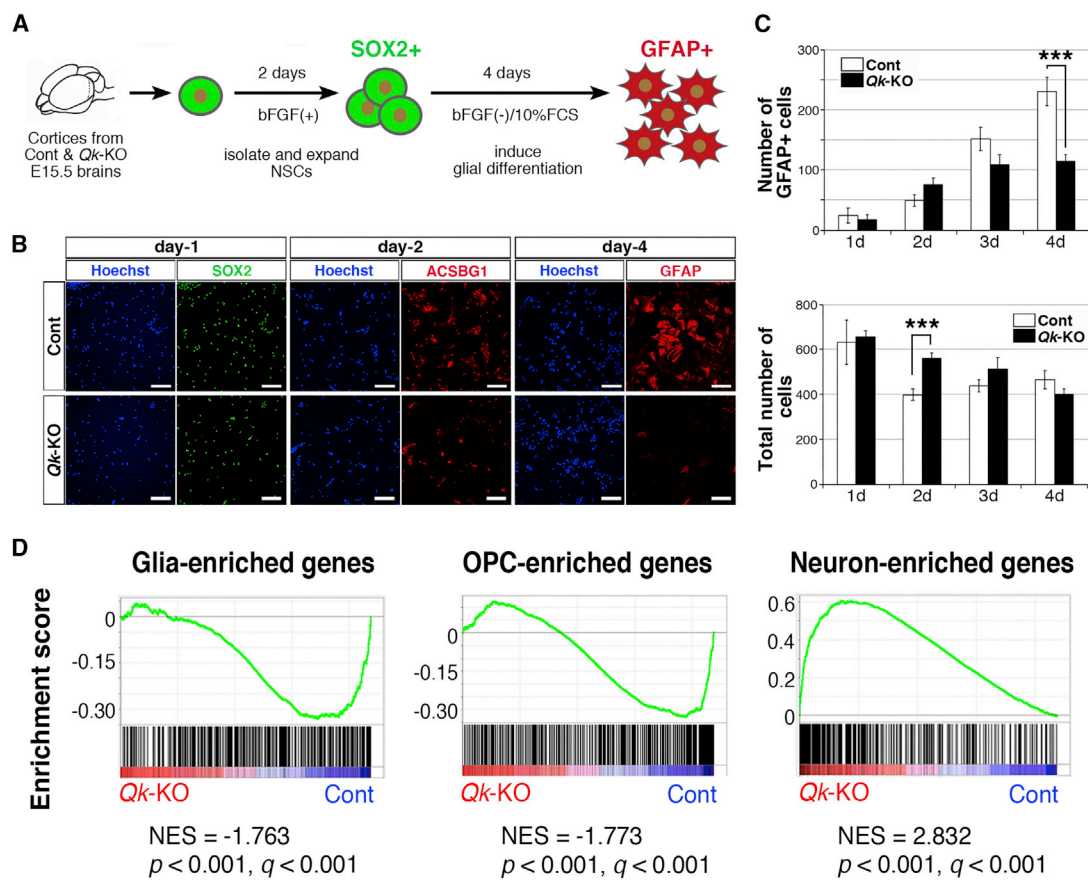 A
SOX2+
GFAP+
2 days
4 days
bFGF(+)
bFGF(-)/10%FCS
Cortices from
Cont & Qk-KO
E15.5 brains
isolate and expand
NSCs
induce
glial differentiation
B
day-1
day-2
day-4
Hoechst
SOX2
Hoechst
ACSBG1
Hoechst
GFAP
Cont
Qk-KO
C
Number of
GFAP+ cells
300
200
100
0
Cont
Qk-KO
***
1d
2d
3d
4d
Total number of
cells
800
600
400
200
0
***
Cont
Qk-KO
1d
2d
3d
4d
D
Enrichment score
Glia-enriched genes
0
-0.15
-0.30
Qk-KO
Cont
NES = -1.763
p < 0.001, q < 0.001
OPC-enriched genes
0
-0.15
-0.30
Qk-KO
Cont
NES = -1.773
p < 0.001, q < 0.001
Neuron-enriched genes
0.6
0.4
0.2
0
Qk-KO
Cont
NES = 2.832
p < 0.001, q < 0.001